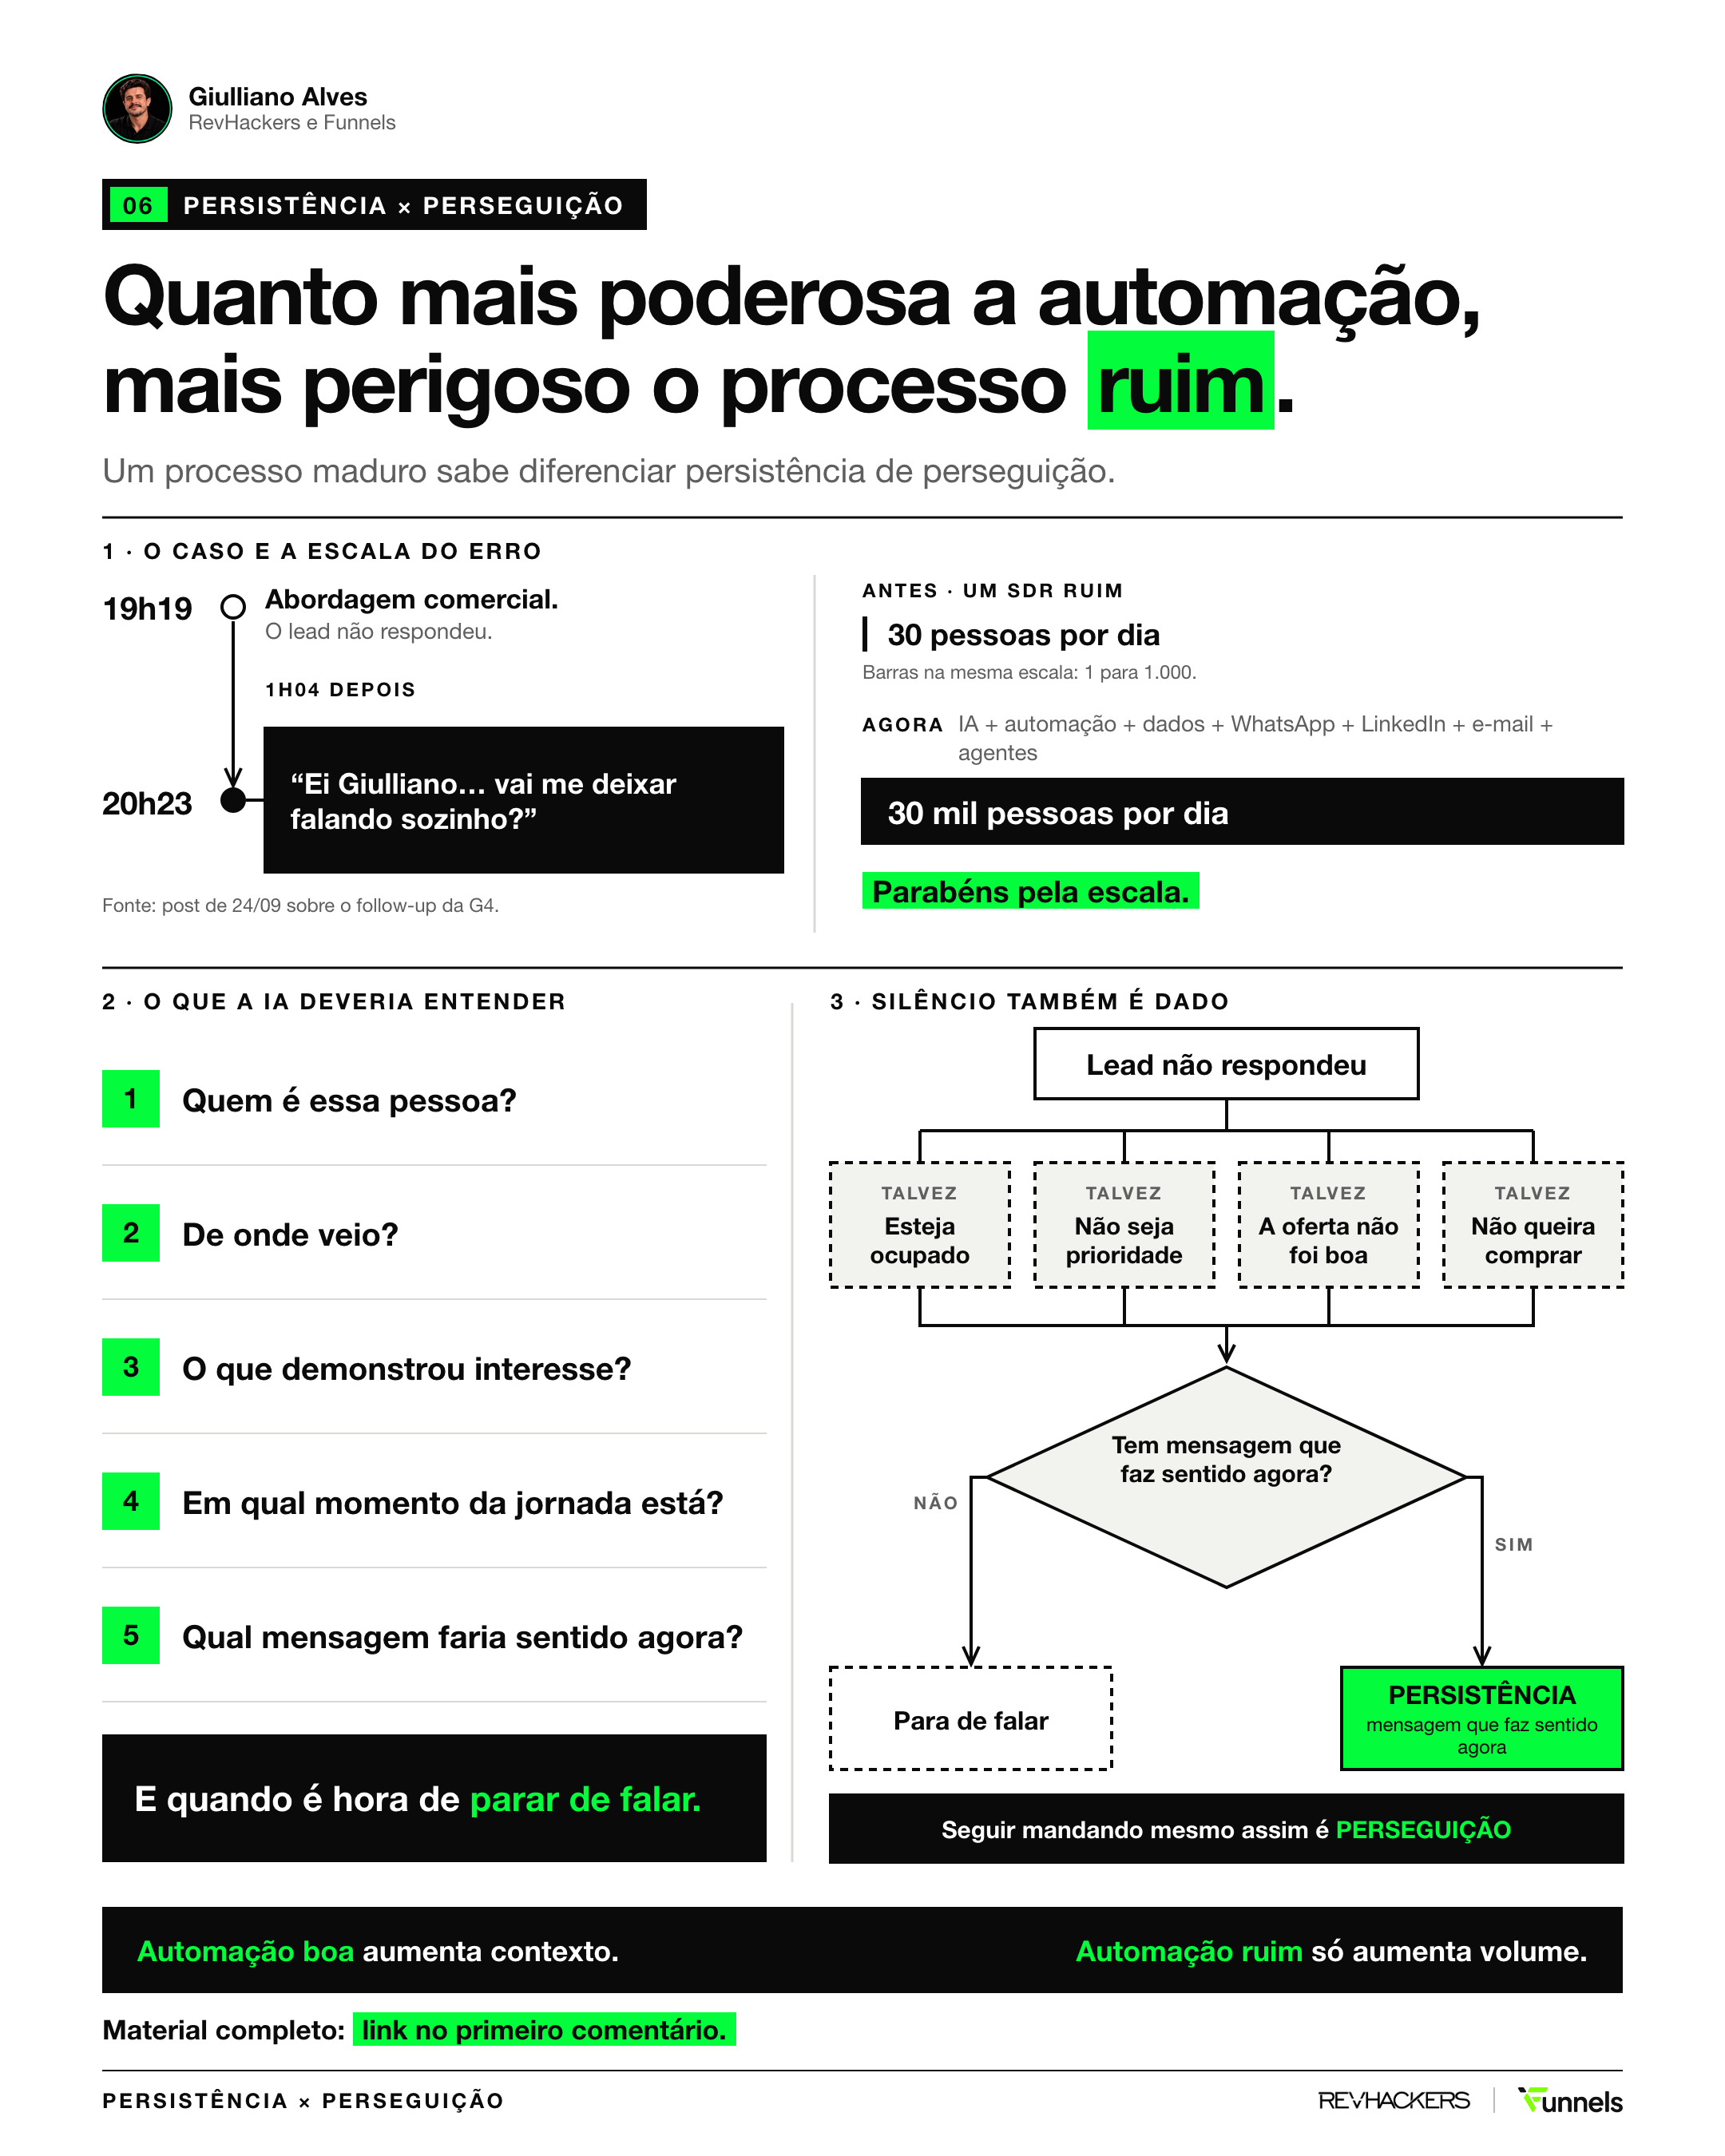 Giulliano Alves
RevHackers e Funnels
06 PERSISTÊNCIA × PERSEGUIÇÃO
Quanto mais poderosa a automação,
mais perigoso o processo ruim.
Um processo maduro sabe diferenciar persistência de perseguição.
1 · O CASO E A ESCALA DO ERRO
19h19
Abordagem comercial.
O lead não respondeu.
1H04 DEPOIS
20h23
“Ei Giulliano... vai me deixar
falando sozinho?”
Fonte: post de 24/09 sobre o follow-up da G4.
ANTES · UM SDR RUIM
30 pessoas por dia
Barras na mesma escala: 1 para 1.000.
AGORA IA + automação + dados + WhatsApp + LinkedIn + e-mail +
agentes
30 mil pessoas por dia
Parabéns pela escala.
2 · O QUE A IA DEVERIA ENTENDER
1 Quem é essa pessoa?
2 De onde veio?
3 O que demonstrou interesse?
4 Em qual momento da jornada está?
5 Qual mensagem faria sentido agora?
E quando é hora de parar de falar.
3 · SILÊNCIO TAMBÉM É DADO
Lead não respondeu
TALVEZ
Esteja
ocupado
TALVEZ
Não seja
prioridade
TALVEZ
A oferta não
foi boa
TALVEZ
Não queira
comprar
Tem mensagem que
faz sentido agora?
NÃO
SIM
Para de falar
PERSISTÊNCIA
mensagem que faz sentido
agora
Seguir mandando mesmo assim é PERSEGUIÇÃO
Automação boa aumenta contexto.
Automação ruim só aumenta volume.
Material completo: link no primeiro comentário.
PERSISTÊNCIA × PERSEGUIÇÃO
REVHACKERS
Funnels